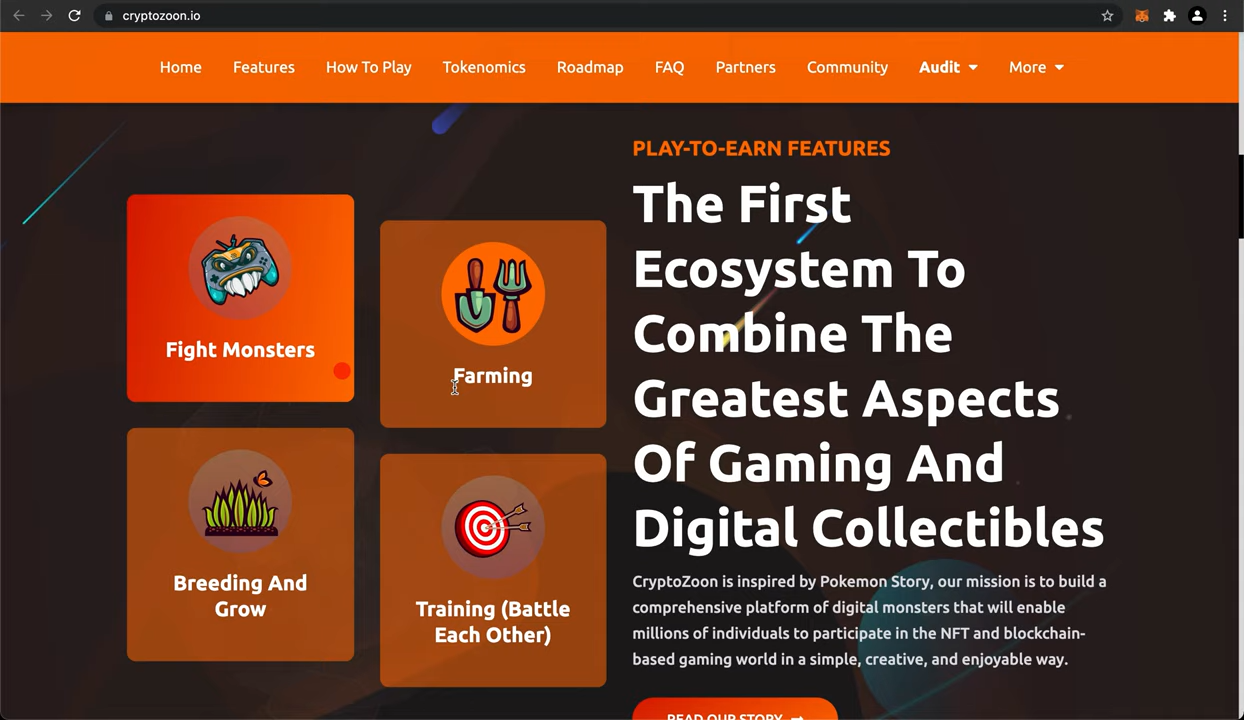 cryptozoon.io
Home Features How To Play Tokenomics Roadmap FAQ Partners Community Audit More
Fight Monsters
Farming
Breeding And
Grow
Training (Battle
Each Other)
PLAY-TO-EARN FEATURES
The First
Ecosystem To
Combine The
Greatest Aspects
Of Gaming And
Digital Collectibles
CryptoZoon is inspired by Pokemon Story, our mission is to build a
comprehensive platform of digital monsters that will enable
millions of individuals to participate in the NFT and blockchain-
based gaming world in a simple, creative, and enjoyable way.
READ OUR STORY